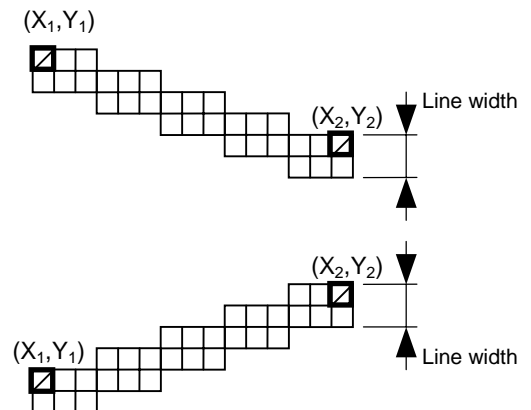 (X₁,Y₁)
Line width
(X₂,Y₂)
(X₂,Y₂)
(X₁,Y₁)
Line width